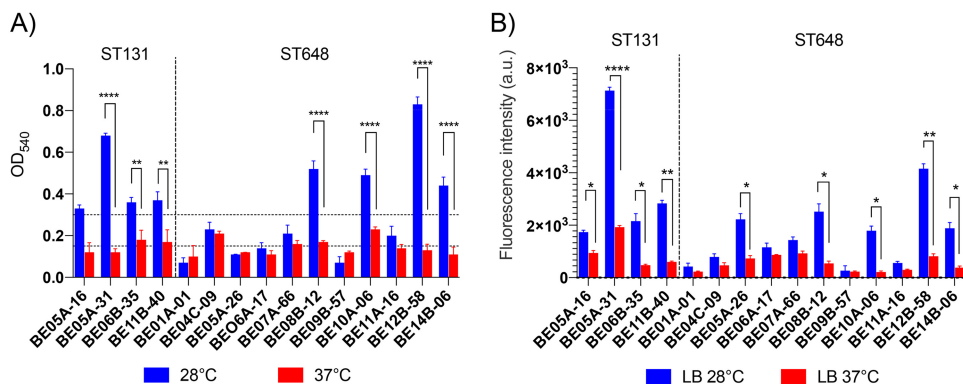 A)
ST131 ST648
OD540
1.0
0.8
0.6
0.4
0.2
0.0
**** ** ** **** **** **** ****
BE05A-16 BE05A-31 BE06B-35 BE11B-40 BE01A-01 BE04C-09 BE05A-26 BEO6A-17 BE07A-66 BE08B-12 BE09B-57 BE10A-06 BE11A-16 BE12B-58 BE14B-06
28°C 37°C
B)
ST131 ST648
Fluorescence intensity (a.u.)
8×10³
6×10³
4×10³
2×10³
0
* **** * ** * * * ** *
BE05A-16 BE05A-31 BE06B-35 BE11B-40 BE01A-01 BE04C-09 BE05A-26 BE06A-17 BE07A-66 BE08B-12 BE09B-57 BE10A-06 BE11A-16 BE12B-58 BE14B-06
LB 28°C LB 37°C